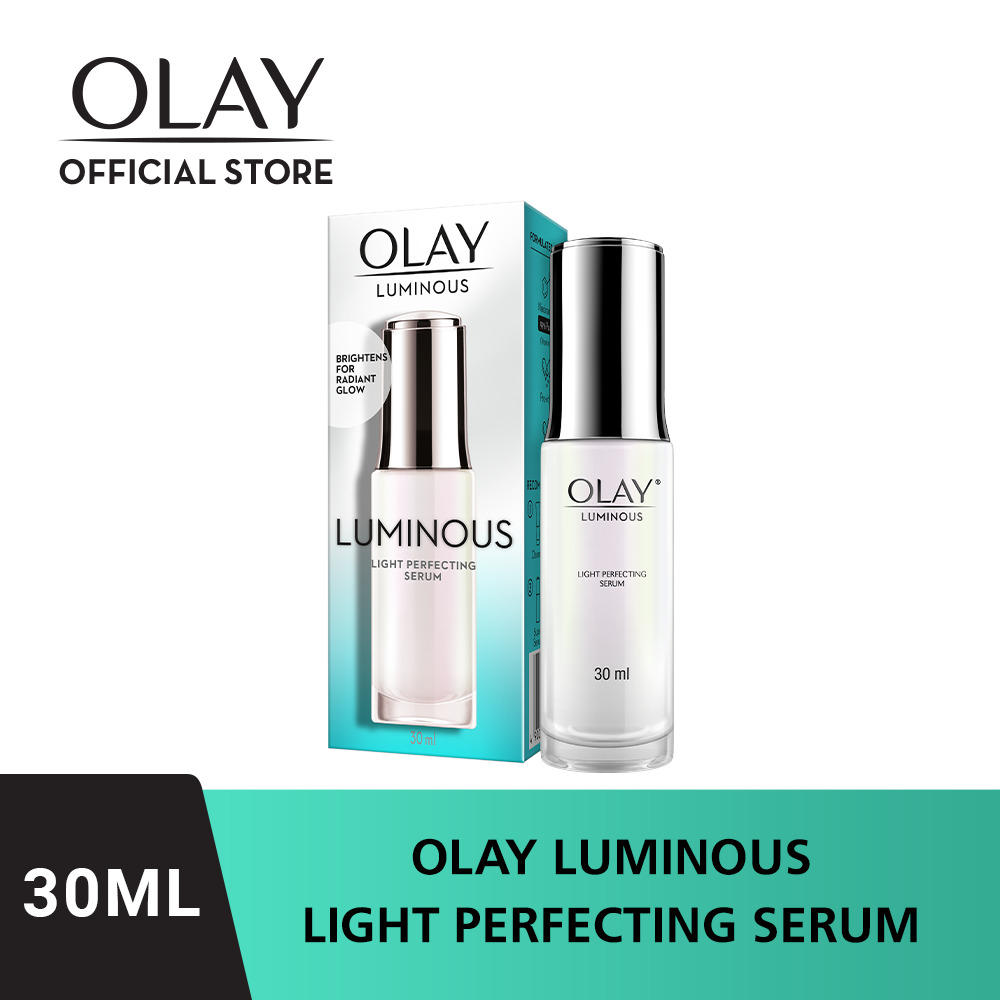 OLAY
OFFICIAL STORE
OLAY
LUMINOUS
BRIGHTENS
FOR
RADIANT
GLOW
LUMINOUS
LIGHT PERFECTING
SERUM
30 ml
OLAY®
LUMINOUS
LIGHT PERFECTING
SERUM
30 ml
30ML
OLAY LUMINOUS
LIGHT PERFECTING SERUM